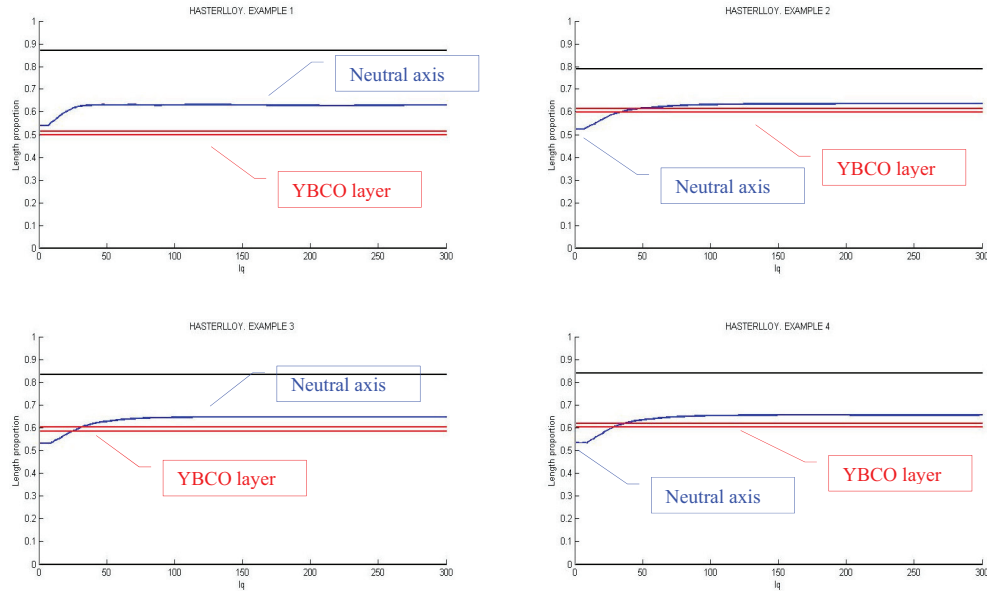 HASTERLLOY. EXAMPLE 1
1
0.9
0.8
0.7
0.6
0.5
0.4
0.3
0.2
0.1
0
Length proportion
Neutral axis
YBCO layer
0 50 100 150 200 250 300
Iq
HASTERLLOY. EXAMPLE 2
1
0.9
0.8
0.7
0.6
0.5
0.4
0.3
0.2
0.1
0
Length proportion
YBCO layer
Neutral axis
0 50 100 150 200 250 300
Iq
HASTERLLOY. EXAMPLE 3
1
0.9
0.8
0.7
0.6
0.5
0.4
0.3
0.2
0.1
0
Length proportion
Neutral axis
YBCO layer
0 50 100 150 200 250 300
Iq
HASTERLLOY. EXAMPLE 4
1
0.9
0.8
0.7
0.6
0.5
0.4
0.3
0.2
0.1
0
Length proportion
YBCO layer
Neutral axis
0 50 100 150 200 250 300
Iq